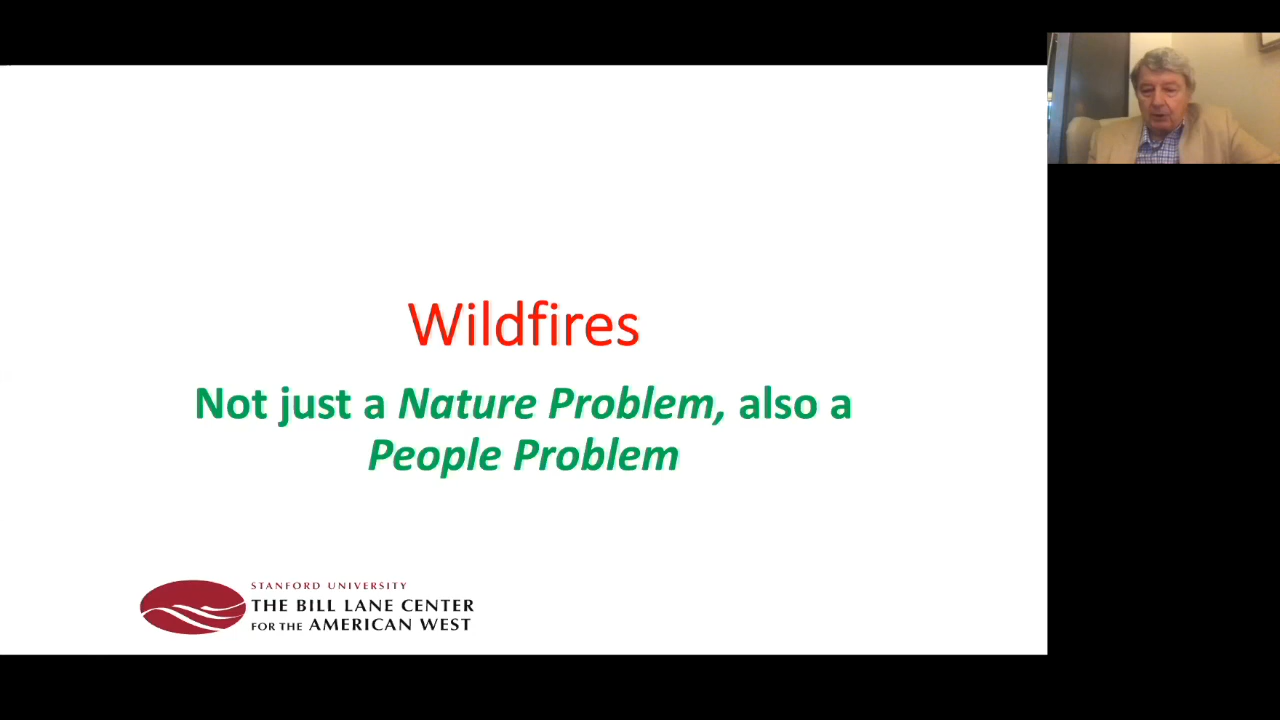 Wildfires
Not just a Nature Problem, also a
People Problem
STANFORD UNIVERSITY
THE BILL LANE CENTER
FOR THE AMERICAN WEST